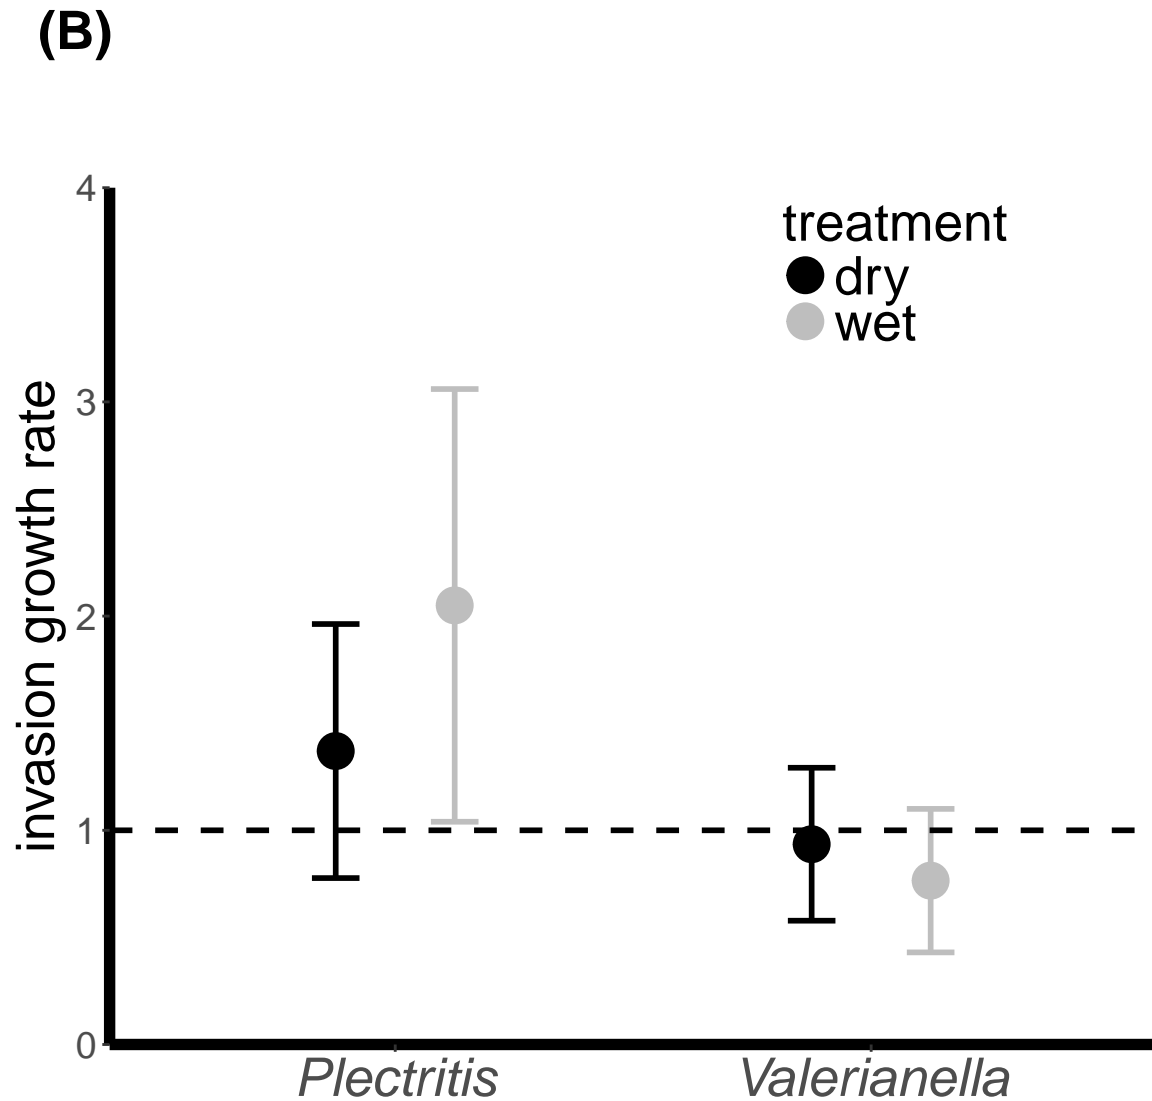 (B)
4
treatment
dry
wet
3
invasion growth rate
2
1
0
Plectritis
Valerianella